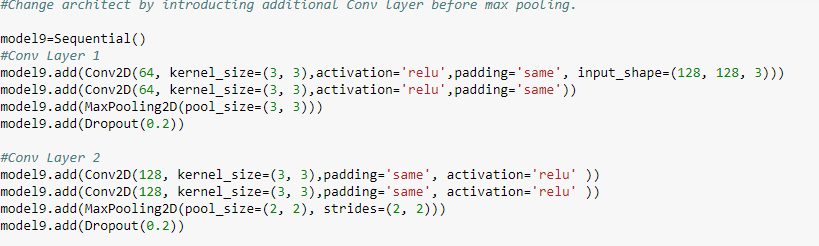 #Change architect by introducting additional Conv layer before max pooling.
model9=Sequential()
#Conv Layer 1
model9.add(Conv2D(64, kernel_size=(3, 3),activation='relu',padding='same', input_shape=(128, 128, 3)))
model9.add(Conv2D(64, kernel_size=(3, 3),activation='relu',padding='same'))
model9.add(MaxPooling2D(pool_size=(3, 3)))
model9.add(Dropout(0.2))
#Conv Layer 2
model9.add(Conv2D(128, kernel_size=(3, 3),padding='same', activation='relu' ))
model9.add(Conv2D(128, kernel_size=(3, 3),padding='same', activation='relu' ))
model9.add(MaxPooling2D(pool_size=(2, 2), strides=(2, 2)))
model9.add(Dropout(0.2))